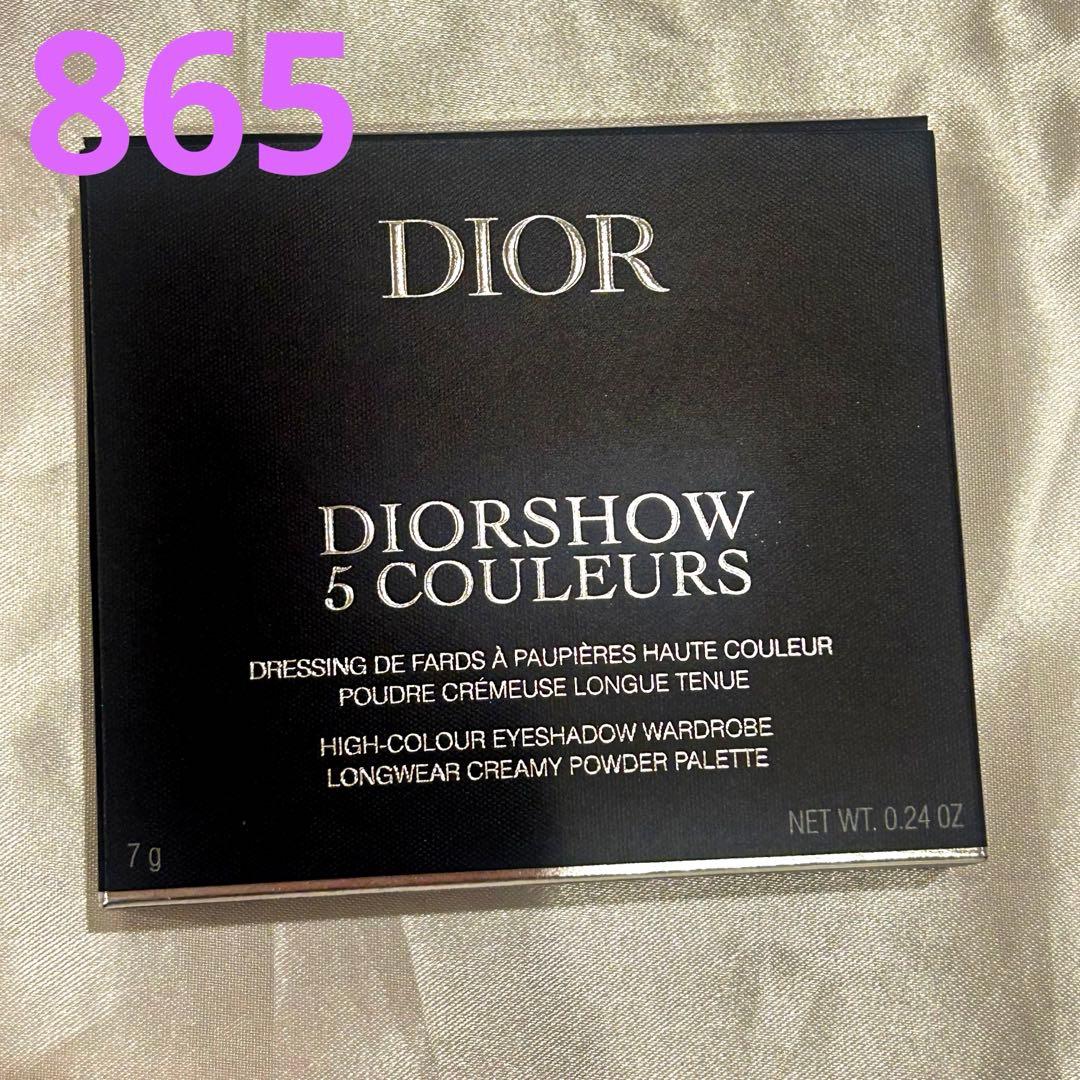 865
DIOR
DIORSHOW
5 COULEURS
DRESSING DE FARDS À PAUPIÈRES HAUTE COULEUR
POUDRE CRÉMEUSE LONGUE TENUE
HIGH-COLOUR EYESHADOW WARDROBE
LONGWEAR CREAMY POWDER PALETTE
7 g
NET WT. 0.24 OZ